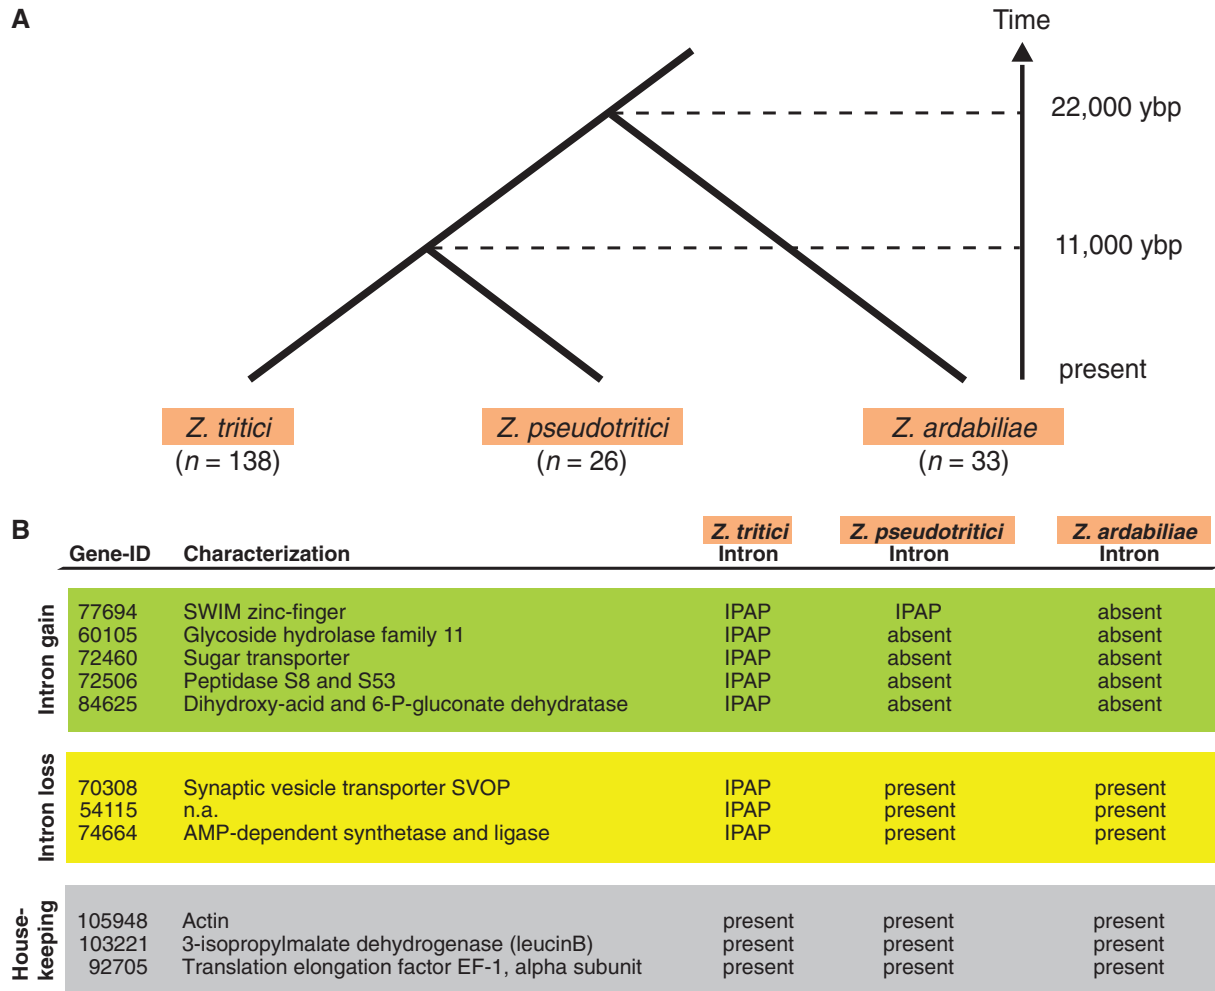 A
Time
22,000 ybp
11,000 ybp
present
Z. tritici Z. pseudotritici Z. ardabiliae
(n = 138) (n = 26) (n = 33)
B
Z. tritici Z. pseudotritici Z. ardabiliae
Gene-ID Characterization Intron Intron Intron
Intron gain
77694 SWIM zinc-finger IPAP IPAP absent
60105 Glycoside hydrolase family 11 IPAP absent absent
72460 Sugar transporter IPAP absent absent
72506 Peptidase S8 and S53 IPAP absent absent
84625 Dihydroxy-acid and 6-P-gluconate dehydratase IPAP absent absent
Intron loss
70308 Synaptic vesicle transporter SVOP IPAP present present
54115 n.a. IPAP present present
74664 AMP-dependent synthetase and ligase IPAP present present
House-
keeping
105948 Actin present present present
103221 3-isopropylmalate dehydrogenase (leucinB) present present present
92705 Translation elongation factor EF-1, alpha subunit present present present